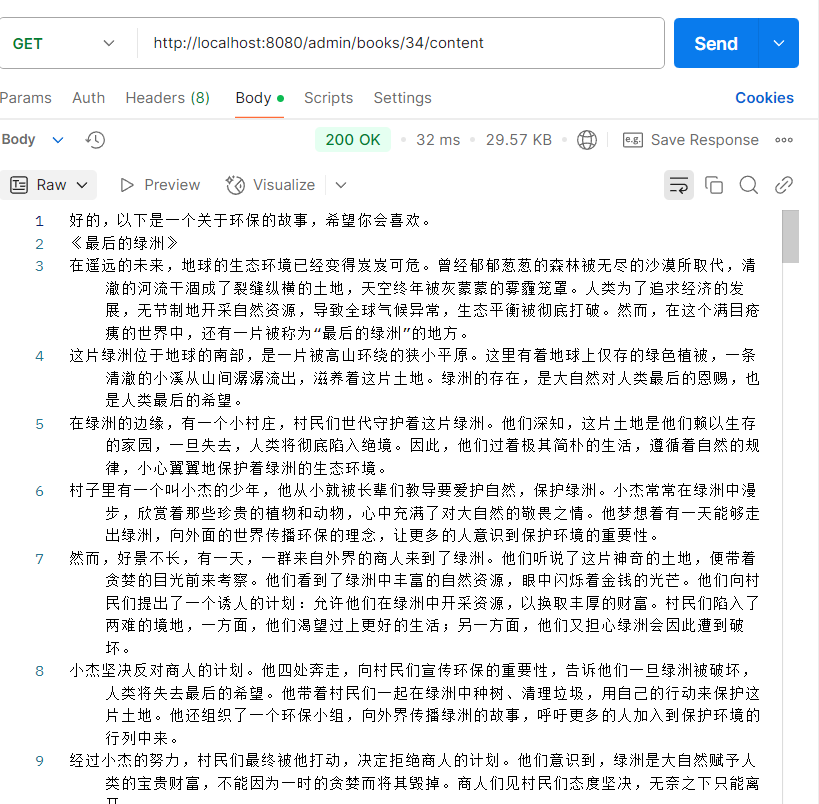 GET
http://localhost:8080/admin/books/34/content
Send
Params
Auth
Headers (8)
Body
Scripts
Settings
Cookies
Body
200 OK
32 ms
29.57 KB
e.g.
Save Response
Raw
Preview
Visualize
1 好的，以下是一个关于环保的故事，希望你会喜欢。
2 《最后的绿洲》
3 在遥远的未来，地球的生态环境已经变得岌岌可危。曾经郁郁葱葱的森林被无尽的沙漠所取代，清
澈的河流干涸成了裂缝纵横的土地，天空终年被灰蒙蒙的雾霾笼罩。人类为了追求经济的发
展，无节制地开采自然资源，导致全球气候异常，生态平衡被彻底打破。然而，在这个满目疮
痍的世界中，还有一片被称为“最后的绿洲”的地方。
4 这片绿洲位于地球的南部，是一片被高山环绕的狭小平原。这里有着地球上仅存的绿色植被，一条
清澈的小溪从山间潺潺流出，滋养着这片土地。绿洲的存在，是大自然对人类最后的恩赐，也
是人类最后的希望。
5 在绿洲的边缘，有一个小村庄，村民们世代守护着这片绿洲。他们深知，这片土地是他们赖以生存
的家园，一旦失去，人类将彻底陷入绝境。因此，他们过着极其简朴的生活，遵循着自然的规
律，小心翼翼地保护着绿洲的生态环境。
6 村子里有一个叫小杰的少年，他从小就被长辈们教导要爱护自然，保护绿洲。小杰常常在绿洲中漫
步，欣赏着那些珍贵的植物和动物，心中充满了对大自然的敬畏之情。他梦想着有一天能够走
出绿洲，向外面的世界传播环保的理念，让更多的人意识到保护环境的重要性。
7 然而，好景不长，有一天，一群来自外界的商人来到了绿洲。他们听说了这片神奇的土地，便带着
贪婪的目光前来考察。他们看到了绿洲中丰富的自然资源，眼中闪烁着金钱的光芒。他们向村
民们提出了一个诱人的计划：允许他们在绿洲中开采资源，以换取丰厚的财富。村民们陷入了
两难的境地，一方面，他们渴望过上更好的生活；另一方面，他们又担心绿洲会因此遭到破
坏。
8 小杰坚决反对商人的计划。他四处奔走，向村民们宣传环保的重要性，告诉他们一旦绿洲被破坏，
人类将失去最后的希望。他带着村民们一起在绿洲中种树、清理垃圾，用自己的行动来保护这
片土地。他还组织了一个环保小组，向外界传播绿洲的故事，呼吁更多的人加入到保护环境的
行列中来。
9 经过小杰的努力，村民们最终被他打动，决定拒绝商人的计划。他们意识到，绿洲是大自然赋予人
类的宝贵财富，不能因为一时的贪婪而将其毁掉。商人们见村民们态度坚决，无奈之下只能离